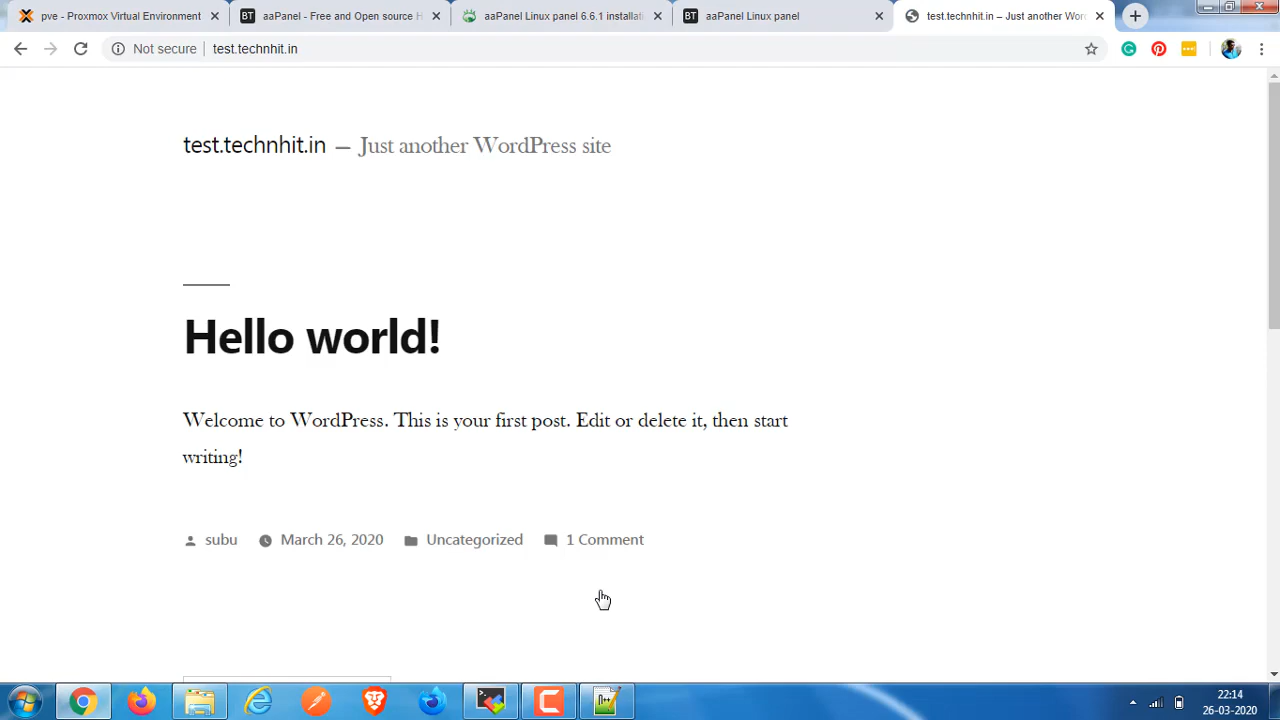 pve - Proxmox Virtual Environment
BT aaPanel - Free and Open source H
aaPanel Linux panel 6.6.1 installati
BT aaPanel Linux panel
test.technhit.in – Just another Wor
Not secure | test.technhit.in
test.technhit.in — Just another WordPress site
Hello world!
Welcome to WordPress. This is your first post. Edit or delete it, then start
writing!
subu March 26, 2020 Uncategorized 1 Comment
22:14
26-03-2020